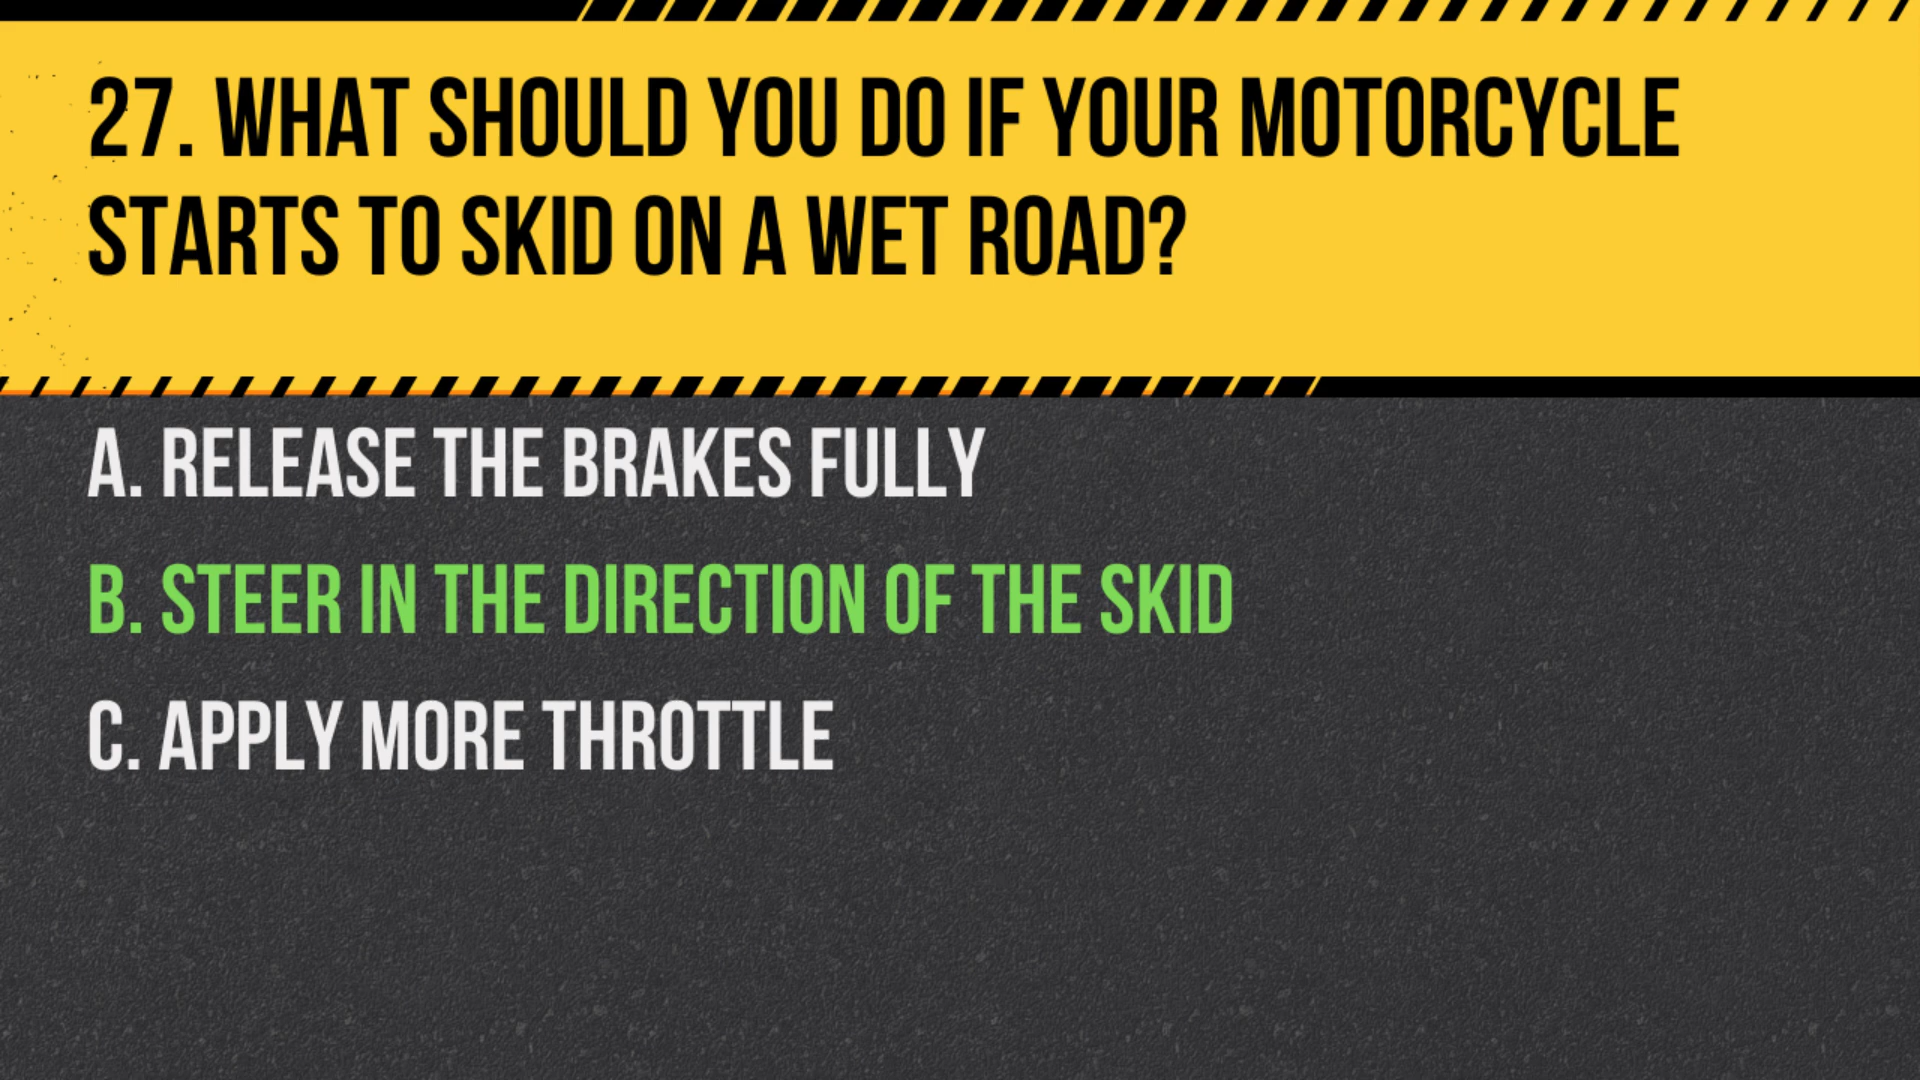 27. WHAT SHOULD YOU DO IF YOUR MOTORCYCLE
STARTS TO SKID ON A WET ROAD?
A. RELEASE THE BRAKES FULLY
B. STEER IN THE DIRECTION OF THE SKID
C. APPLY MORE THROTTLE